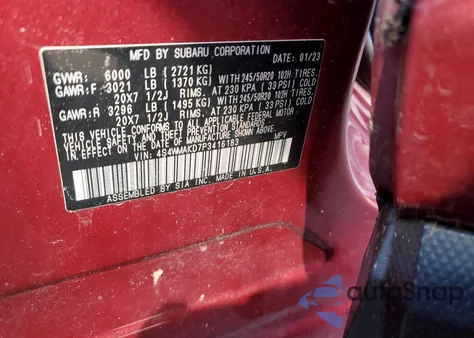 MFD BY SUBARU CORPORATION 01/23
GVWR: 6000 LB (2721 KG)
GAWR: F 3021 LB (1370 KG) WITH 245/50R20 102H TIRES.
20X7 1/2J RIMS. AT 230 KPA (33 PSI) COLD
GAWR: R 3296 LB (1495 KG) WITH 245/50R20 102H TIRES.
20X7 1/2J RIMS. AT 230 KPA (33 PSI) COLD
THIS VEHICLE CONFORMS TO ALL APPLICABLE FEDERAL MOTOR
VEHICLE SAFETY STANDARDS IN EFFECT ON THE DATE OF
MANUFACTURE SHOWN ABOVE.
VIN: 4S4WMAKD7P3416183 MPV
ASSEMBLED BY SIA INC. MADE IN U.S.A.
autoSnap